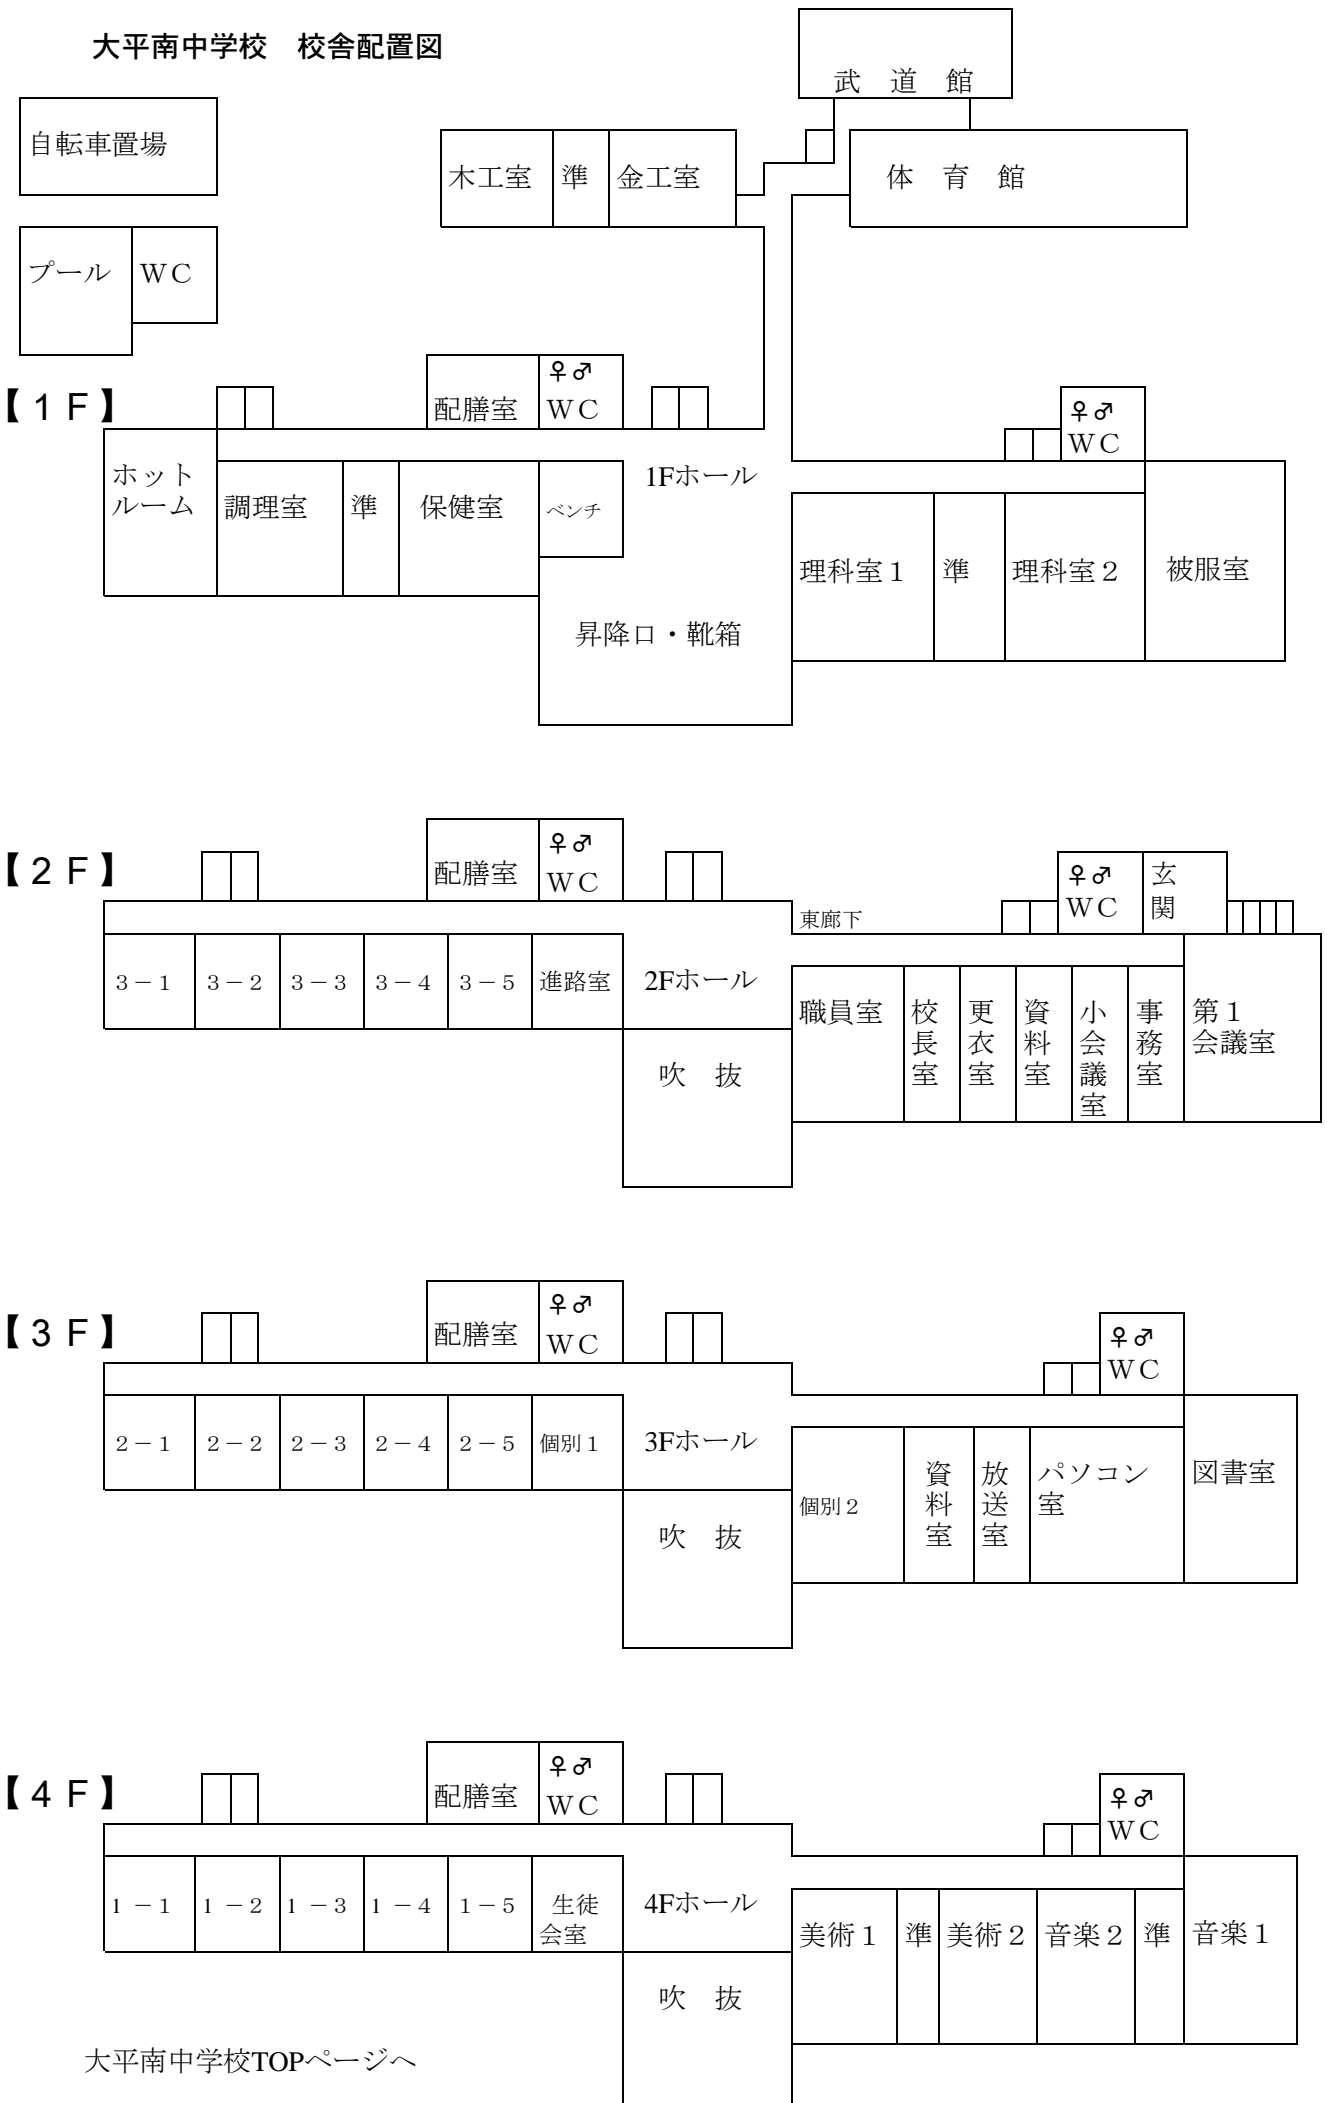 大平南中学校　校舎配置図
武　道　館
自転車置場
木工室
準
金工室
体　育　館
プール
ＷＣ
【１Ｆ】
配膳室
♀♂
ＷＣ
♀♂
ＷＣ
ホット
ルーム
調理室
準
保健室
ベンチ
1Fホール
理科室１
準
理科室２
被服室
昇降口・靴箱
【２Ｆ】
配膳室
♀♂
ＷＣ
♀♂
ＷＣ
玄
関
東廊下
３－１
３－２
３－３
３－４
３－５
進路室
2Fホール
職員室
校長室
更衣室
資料室
小会議室
事務室
第１
会議室
吹　抜
【３Ｆ】
配膳室
♀♂
ＷＣ
♀♂
ＷＣ
２－１
２－２
２－３
２－４
２－５
個別１
3Fホール
個別２
資料室
放送室
パソコン
室
図書室
吹　抜
【４Ｆ】
配膳室
♀♂
ＷＣ
♀♂
ＷＣ
１－１
１－２
１－３
１－４
１－５
生徒
会室
4Fホール
美術１
準
美術２
音楽２
準
音楽１
吹　抜
大平南中学校TOPページへ